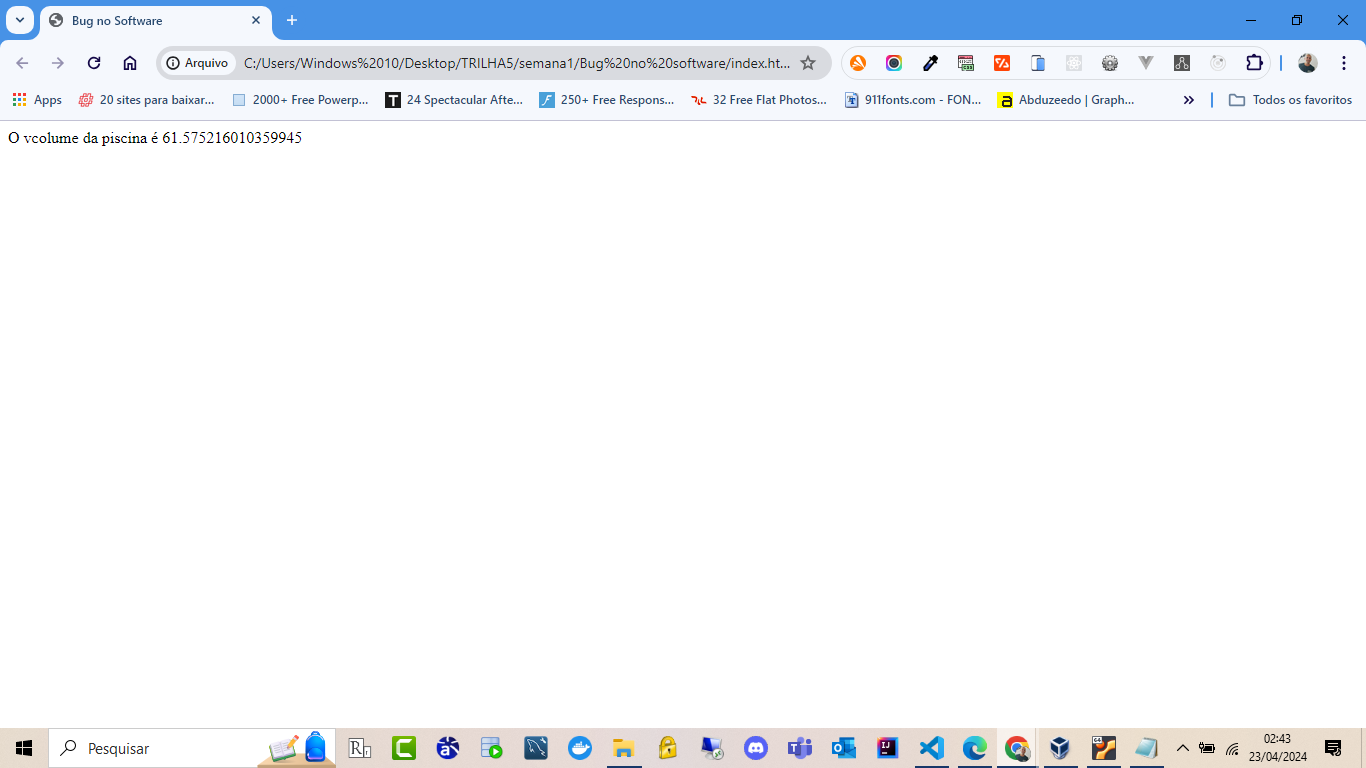 Bug no Software
Arquivo C:/Users/Windows%2010/Desktop/TRILHA5/semana1/Bug%20no%20software/index.ht...
Apps 20 sites para baixar... 2000+ Free Powerp... 24 Spectacular Afte... 250+ Free Respons... 32 Free Flat Photos... 911fonts.com - FON... Abduzeedo | Graph... Todos os favoritos
O vcolume da piscina é 61.575216010359945
Pesquisar
02:43
23/04/2024